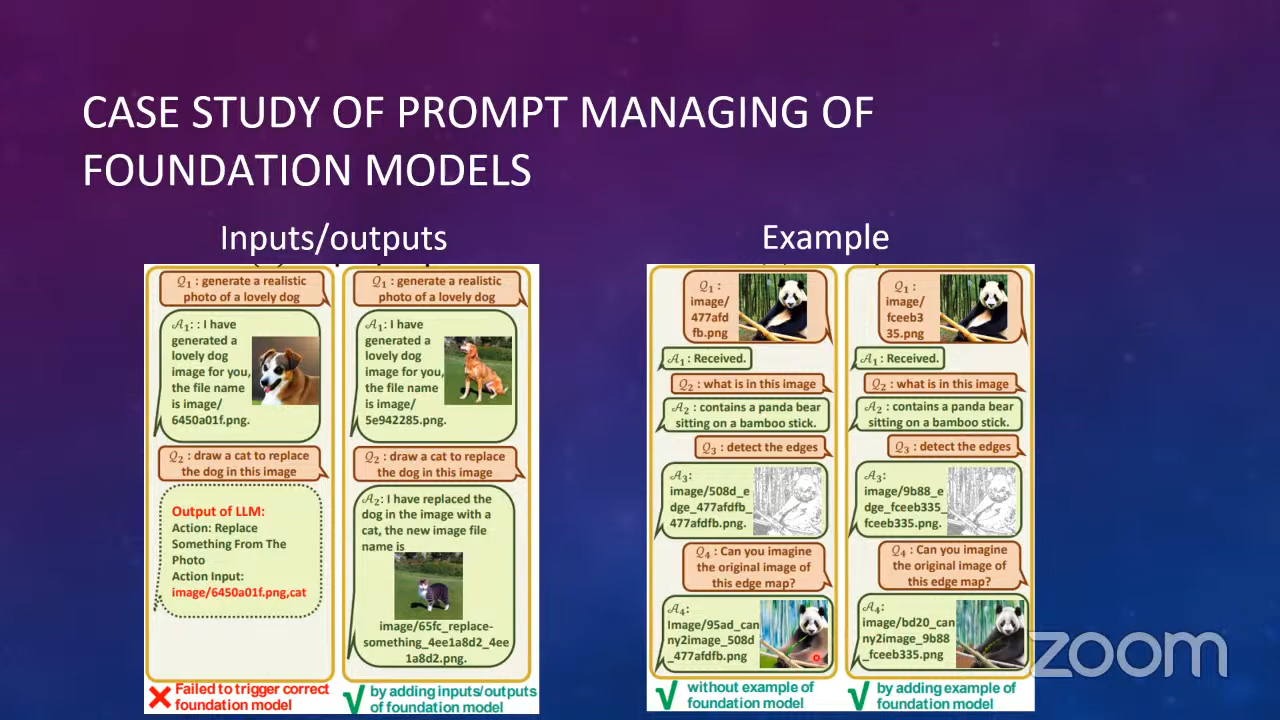 CASE STUDY OF PROMPT MANAGING OF
FOUNDATION MODELS
Inputs/outputs
Q1 : generate a realistic
photo of a lovely dog
A1: : I have
generated a
lovely dog
image for you,
the file name
is image/
6450a01f.png.
Q2 : draw a cat to replace
the dog in this image
Output of LLM:
Action: Replace
Something From The
Photo
Action Input:
image/6450a01f.png,cat
Failed to trigger correct
foundation model
Q1 : generate a realistic
photo of a lovely dog
A1: I have
generated a
lovely dog
image for you,
the file name
is image/
5e942285.png.
Q2 : draw a cat to replace
the dog in this image
A2: I have replaced the
dog in the image with a
cat, the new image file
name is
image/65fc_replace-
something_4ee1a8d2_4ee
1a8d2.png.
by adding inputs/outputs
of foundation model
Example
Q1 :
image/
477afd
fb.png
A1 : Received.
Q2 : what is in this image
A2 : contains a panda bear
sitting on a bamboo stick.
Q3 : detect the edges
A3 :
image/508d_e
dge_477afdfb_
477afdfb.png.
Q4 : Can you imagine
the original image of
this edge map?
A4:
Image/95ad_can
ny2image_508d
_477afdfb.png
without example of
foundation model
Q1 :
image/
fceeb3
35.png
A1 : Received.
Q2 : what is in this image
A2 : contains a panda bear
sitting on a bamboo stick.
Q3 : detect the edges
A3:
image/9b88_e
dge_fceeb335_
fceeb335.png.
Q4 : Can you imagine
the original image of
this edge map?
A4:
image/bd20_can
ny2image_9b88
_fceeb335.png
by adding example of
foundation model
zoom